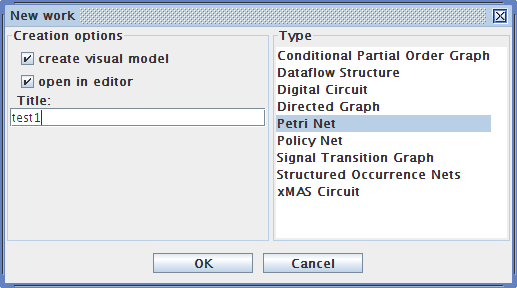 New work
Creation options
create visual model
open in editor
Title:
test1
Type
Conditional Partial Order Graph
Dataflow Structure
Digital Circuit
Directed Graph
Petri Net
Policy Net
Signal Transition Graph
Structured Occurrence Nets
xMAS Circuit
OK
Cancel